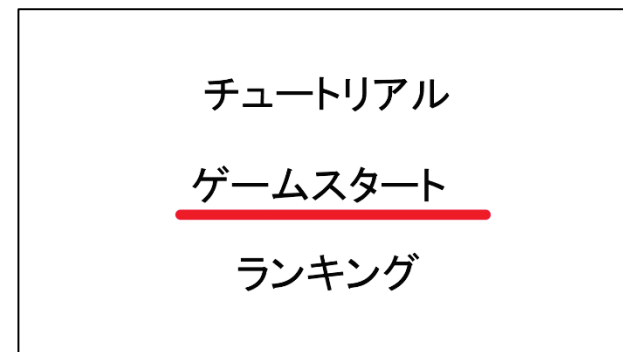 チュートリアル
ゲームスタート
ランキング